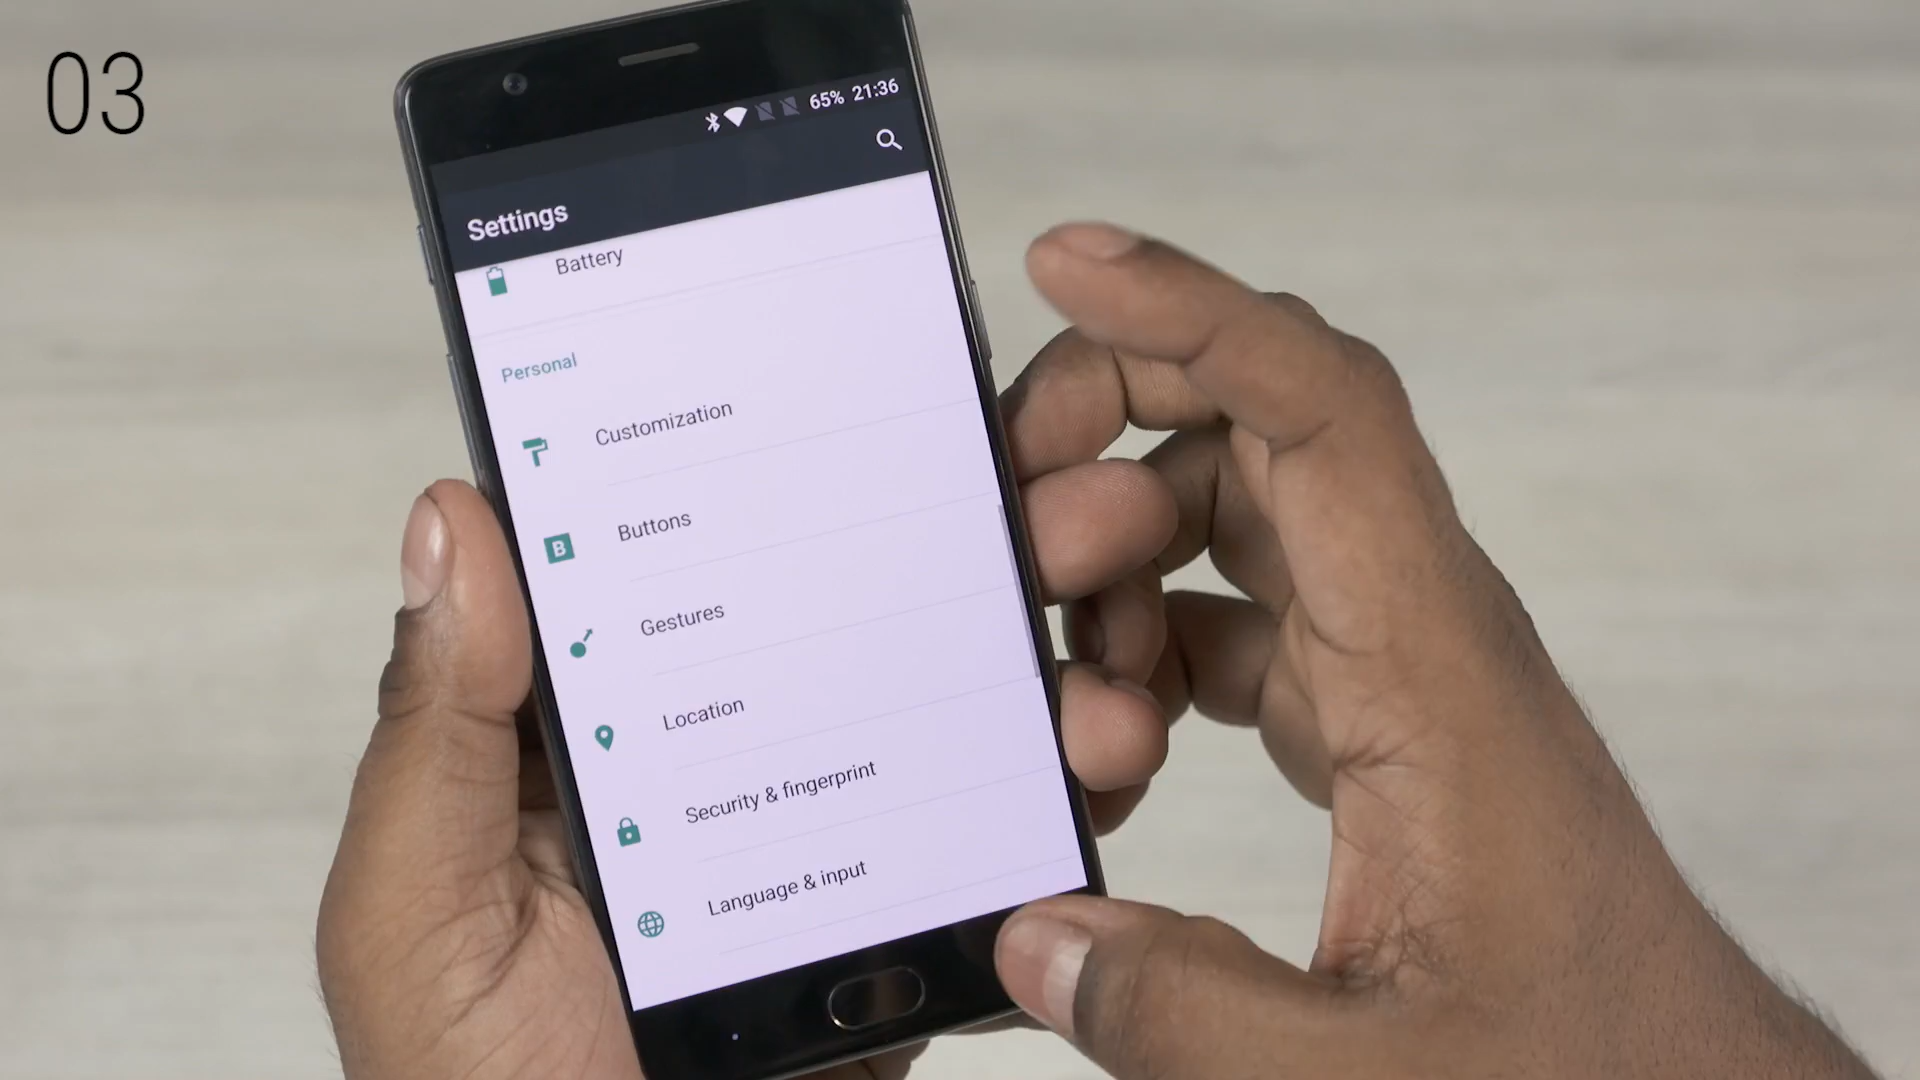 03
65% 21:36
Settings
Battery
Personal
Customization
B
Buttons
Gestures
Location
Security & fingerprint
Language & input